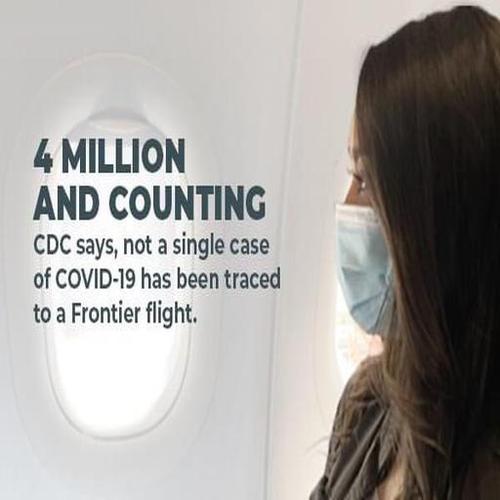 4 MILLION
AND COUNTING
CDC says, not a single case
of COVID-19 has been traced
to a Frontier flight.